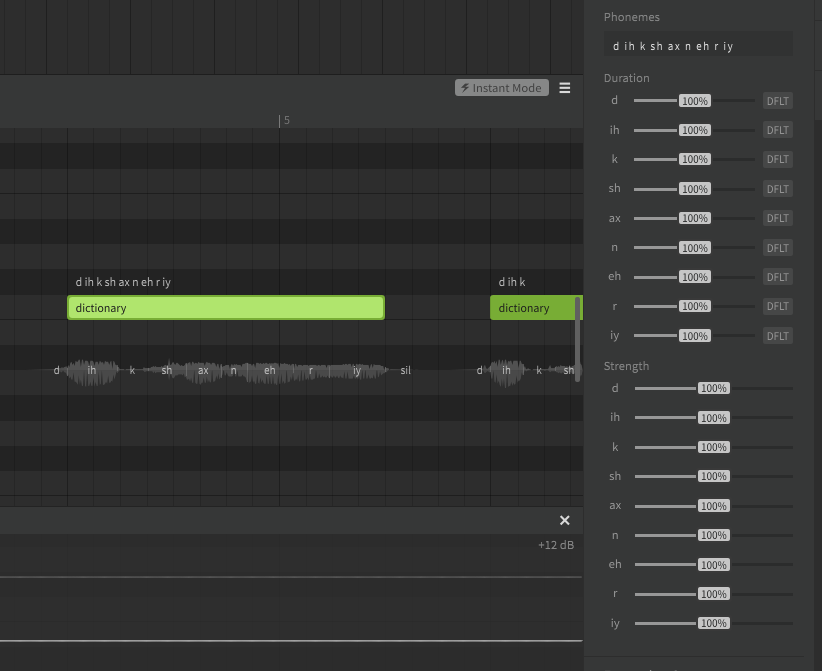 Instant Mode
5
d ih k sh ax n eh r iy
d ih k
dictionary
dictionary
d ih k sh ax n eh r iy sil
d ih k sh
+12 dB
Phonemes
d ih k sh ax n eh r iy
Duration
d 100% DFLT
ih 100% DFLT
k 100% DFLT
sh 100% DFLT
ax 100% DFLT
n 100% DFLT
eh 100% DFLT
r 100% DFLT
iy 100% DFLT
Strength
d 100%
ih 100%
k 100%
sh 100%
ax 100%
n 100%
eh 100%
r 100%
iy 100%